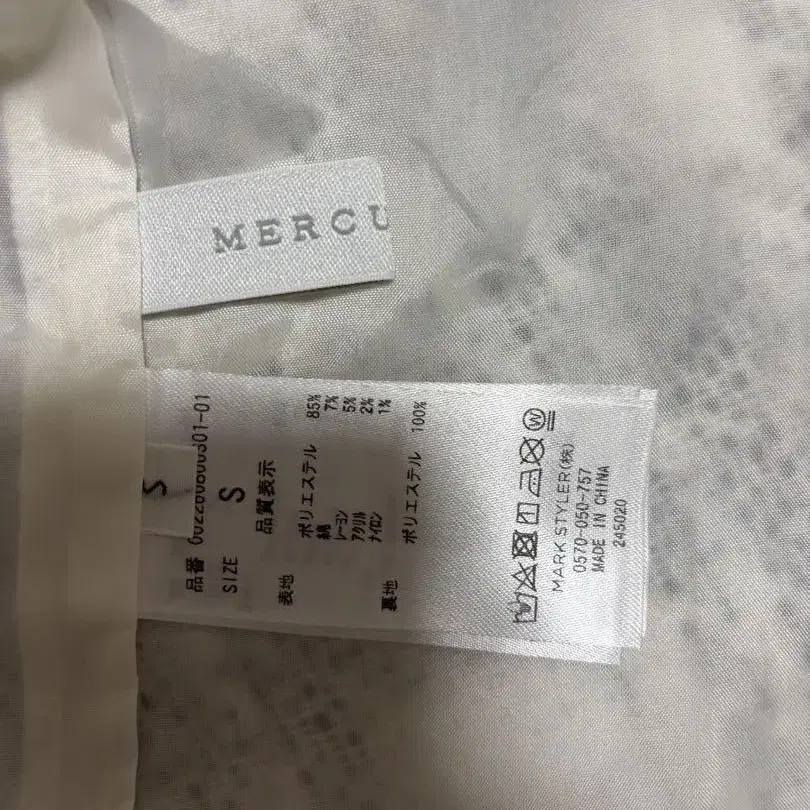 MERCU
S
品番
SIZE S
品質表示
表地 ポリエステル 85%
綿 7%
レーヨン 5%
アクリル 2%
ナイロン 1%
裏地 ポリエステル 100%
MARK STYLER(株)
0570-050-757
MADE IN CHINA
245020